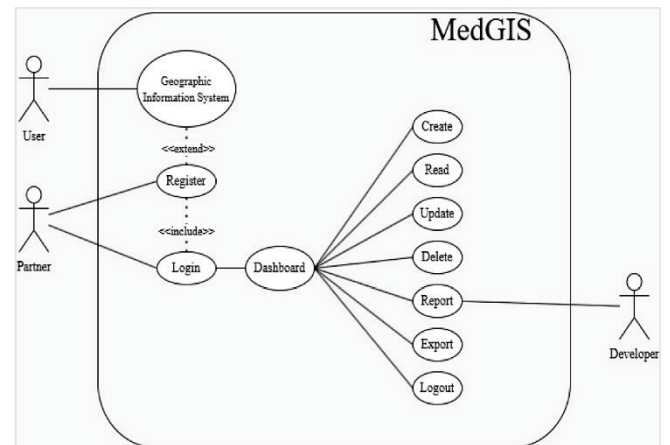 MedGIS
Geographic
Information System
User
<<extend>>
Register
Partner
<<include>>
Login
Dashboard
Create
Read
Update
Delete
Report
Export
Logout
Developer